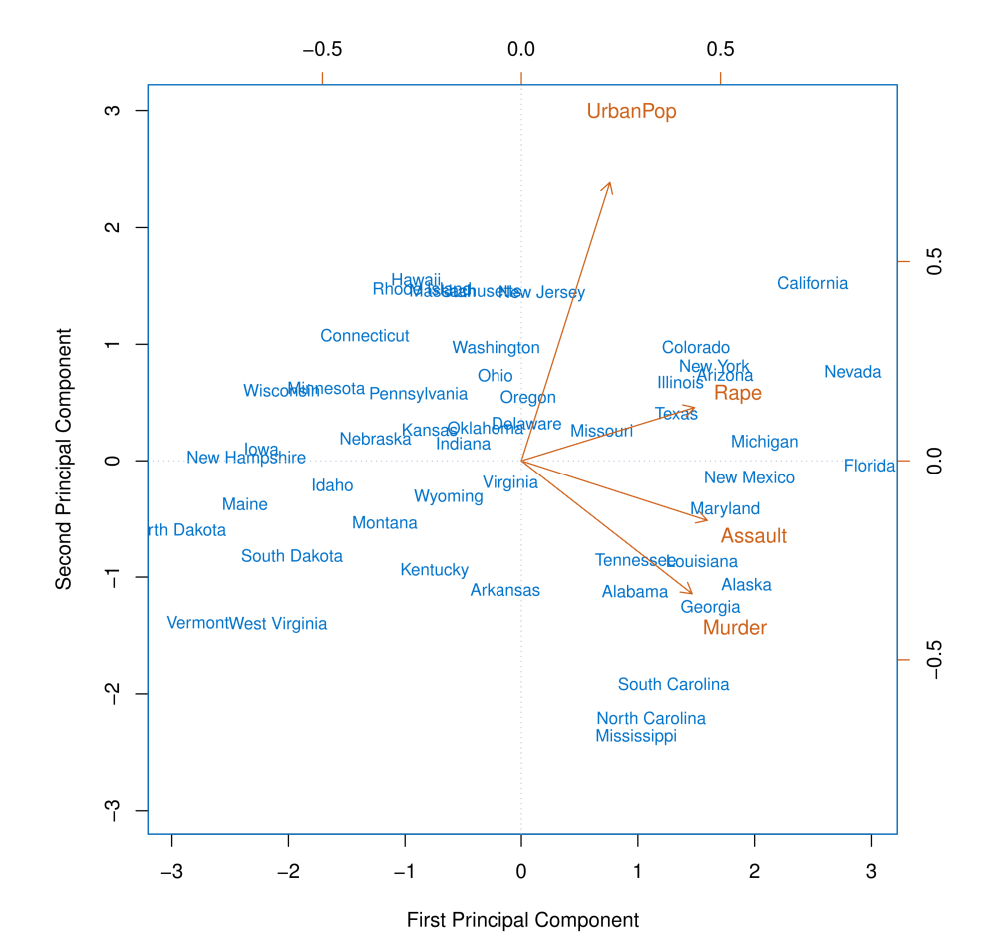 −0.5 0.0 0.5
3
UrbanPop
2
Hawaii
Rhode Island Massachusetts Utah New Jersey
California
0.5
Connecticut
1
Washington
Colorado
New York
Ohio
Arizona
Nevada
Illinois
Wisconsin Minnesota Pennsylvania
Oregon
Rape
Texas
Kansas Oklahoma Delaware
Missouri
Nebraska
Indiana
Michigan
Iowa
New Hampshire
0
Florida
0.0
Idaho
Virginia
New Mexico
Wyoming
Maine
Maryland
Montana
rth Dakota
Assault
South Dakota
Tennessee Louisiana
Kentucky
−1
Alaska
Arkansas
Alabama
Georgia
Vermont West Virginia
Murder
−0.5
South Carolina
−2
North Carolina
Mississippi
−3
−3 −2 −1 0 1 2 3
First Principal Component
Second Principal Component